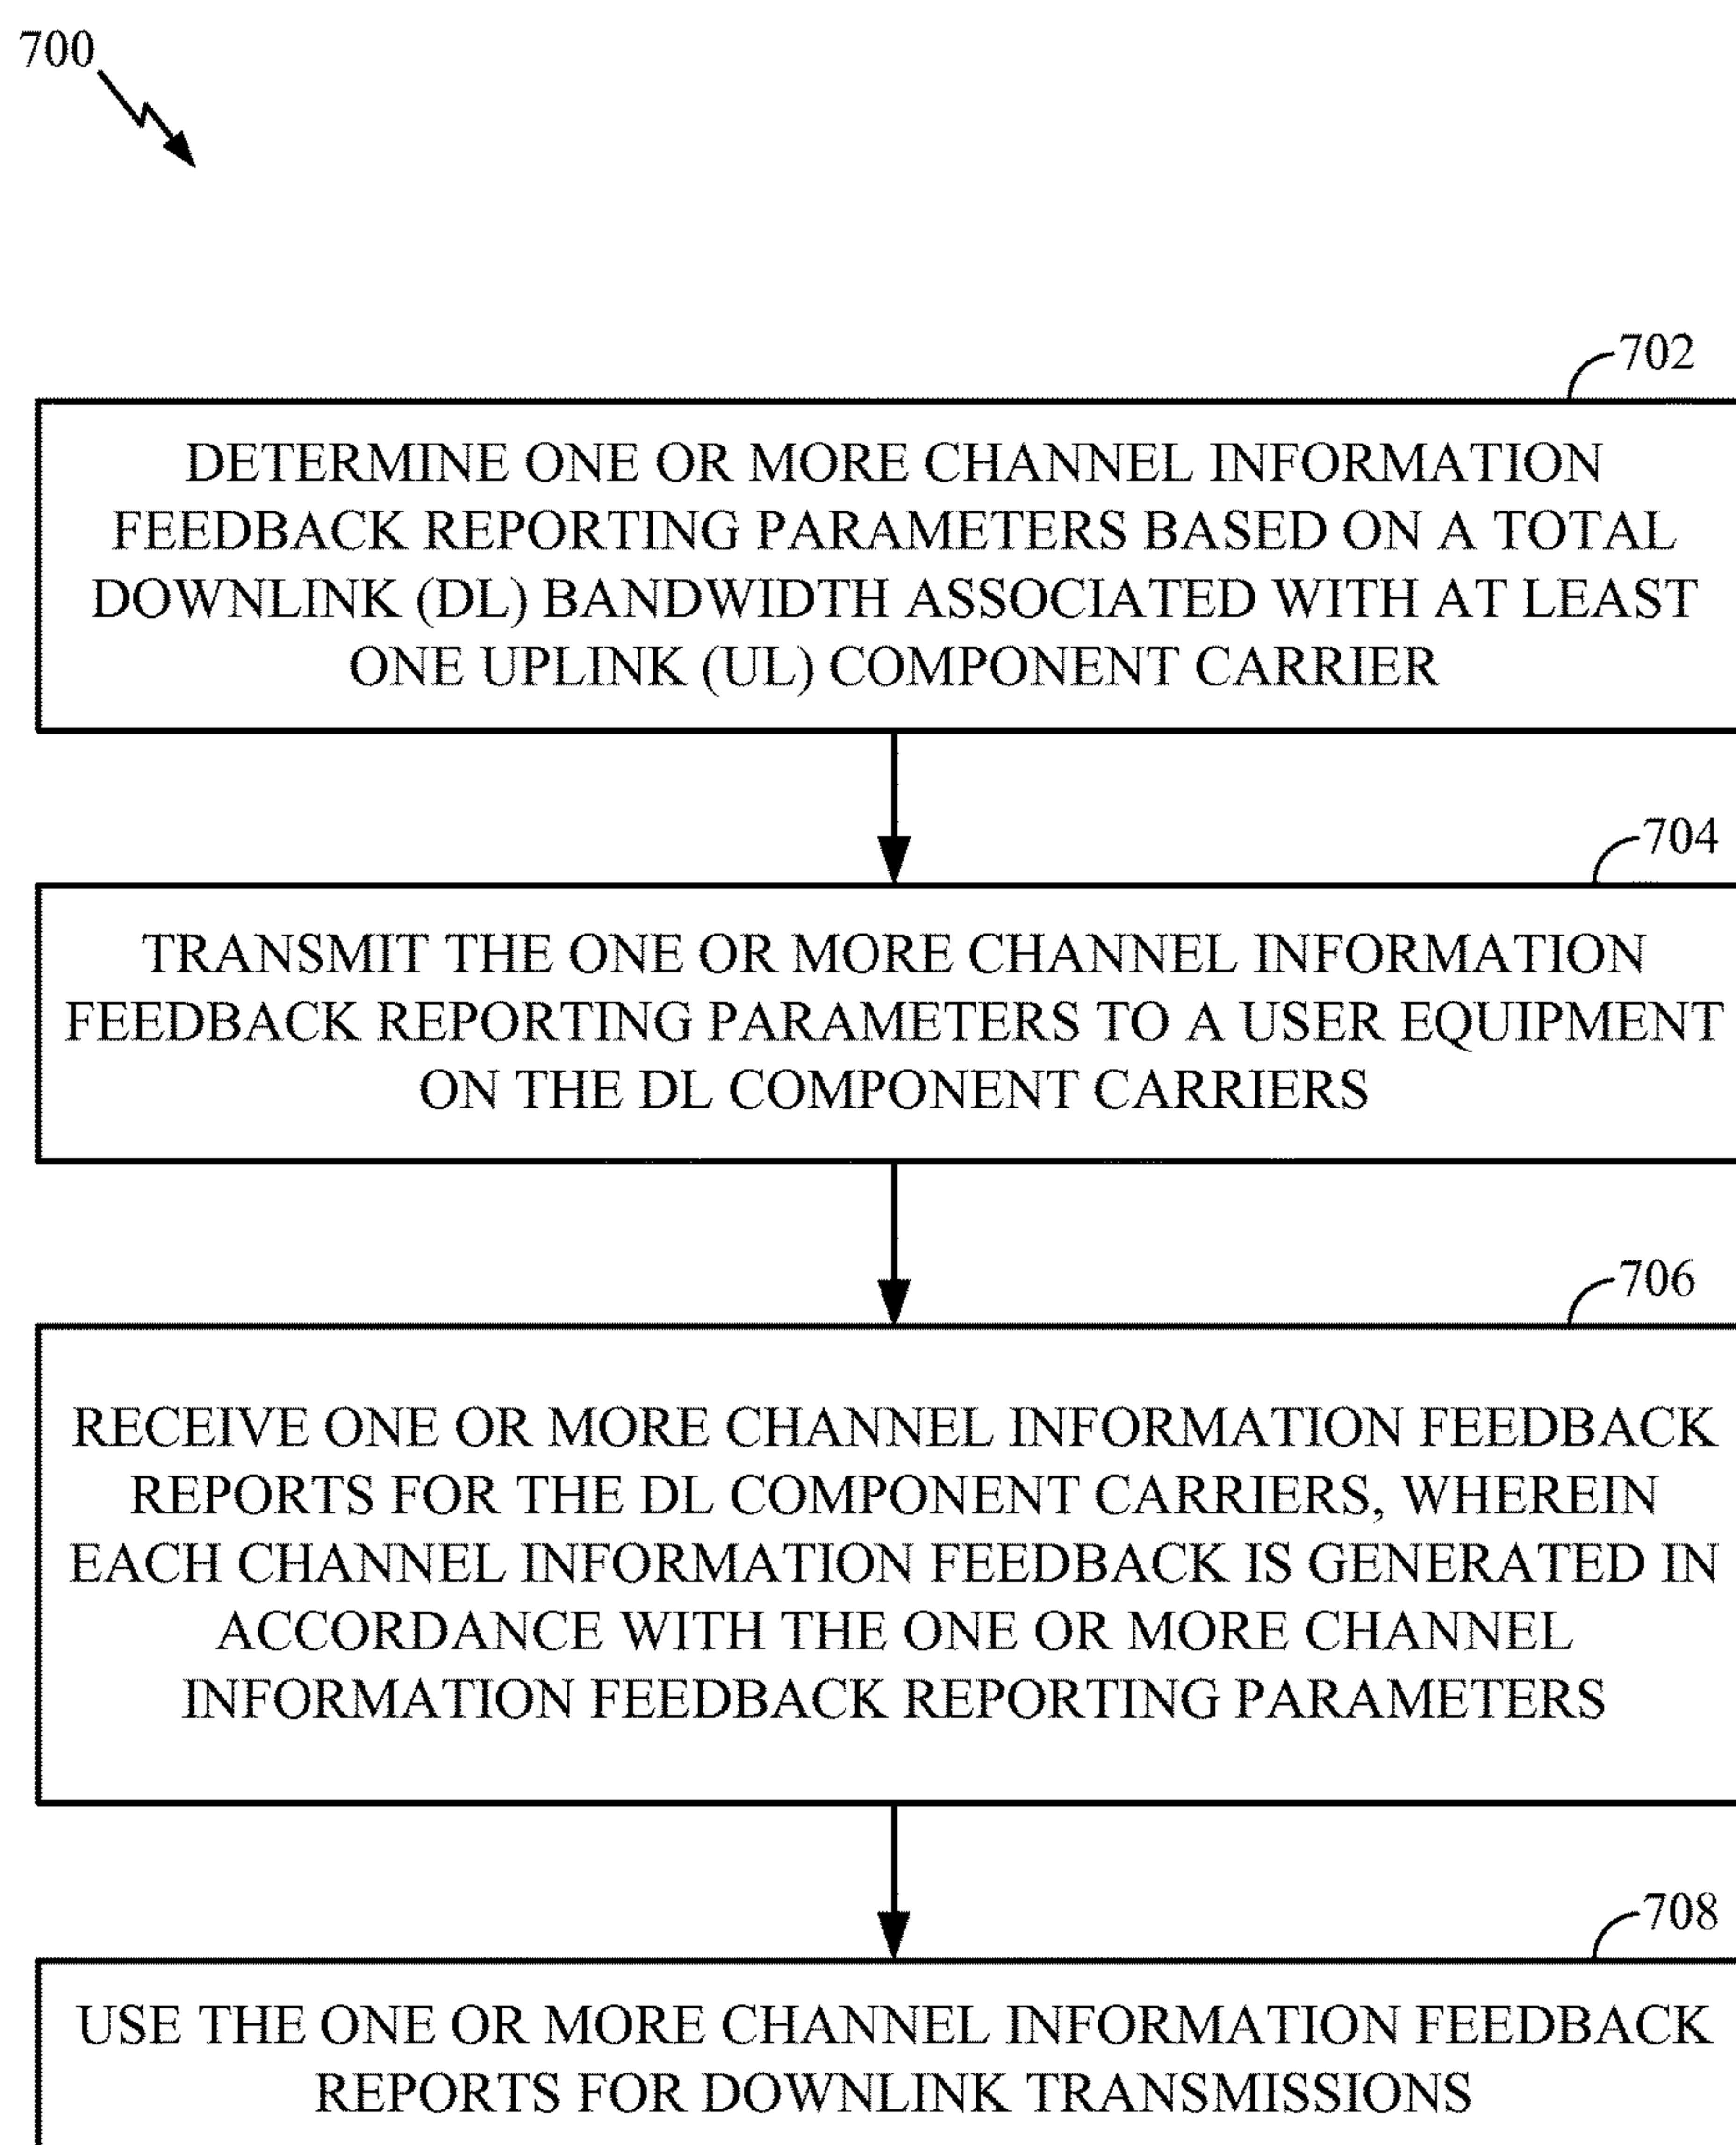 700
702
DETERMINE ONE OR MORE CHANNEL INFORMATION
FEEDBACK REPORTING PARAMETERS BASED ON A TOTAL
DOWNLINK (DL) BANDWIDTH ASSOCIATED WITH AT LEAST
ONE UPLINK (UL) COMPONENT CARRIER
704
TRANSMIT THE ONE OR MORE CHANNEL INFORMATION
FEEDBACK REPORTING PARAMETERS TO A USER EQUIPMENT
ON THE DL COMPONENT CARRIERS
706
RECEIVE ONE OR MORE CHANNEL INFORMATION FEEDBACK
REPORTS FOR THE DL COMPONENT CARRIERS, WHEREIN
EACH CHANNEL INFORMATION FEEDBACK IS GENERATED IN
ACCORDANCE WITH THE ONE OR MORE CHANNEL
INFORMATION FEEDBACK REPORTING PARAMETERS
708
USE THE ONE OR MORE CHANNEL INFORMATION FEEDBACK
REPORTS FOR DOWNLINK TRANSMISSIONS